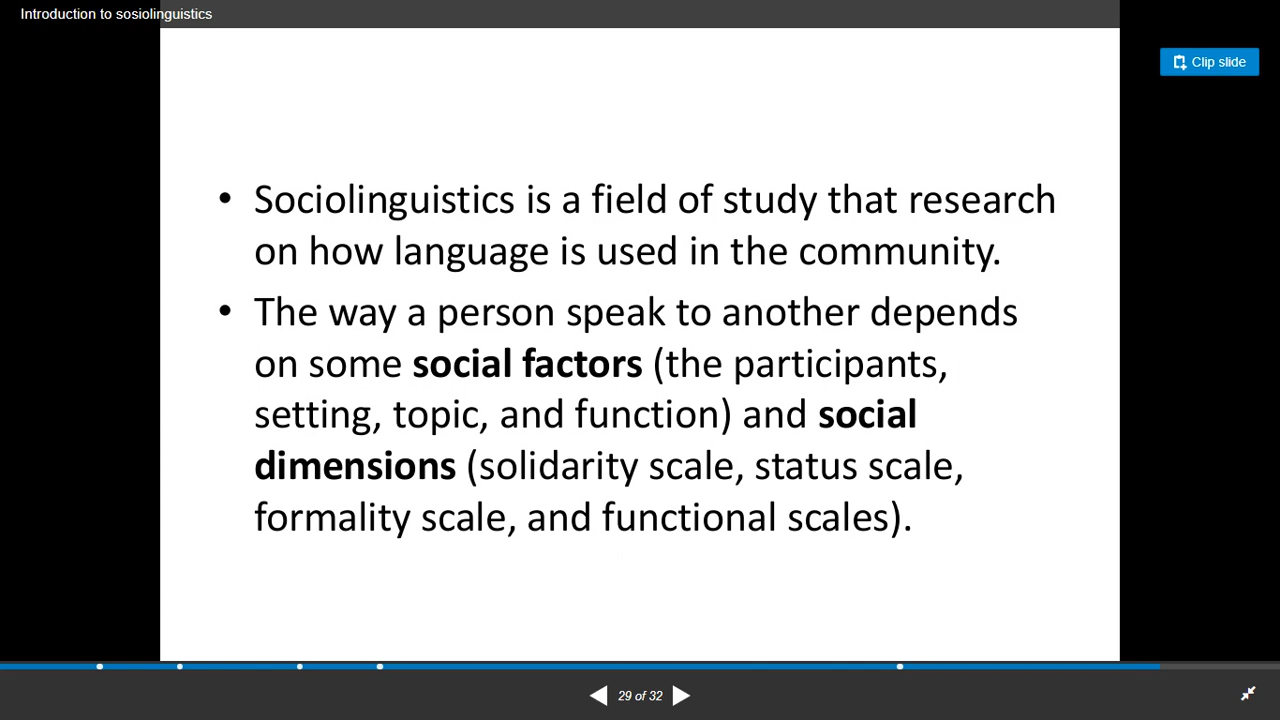 Introduction to sosiolinguistics
Clip slide
• Sociolinguistics is a field of study that research
on how language is used in the community.
• The way a person speak to another depends
on some social factors (the participants,
setting, topic, and function) and social
dimensions (solidarity scale, status scale,
formality scale, and functional scales).
29 of 32